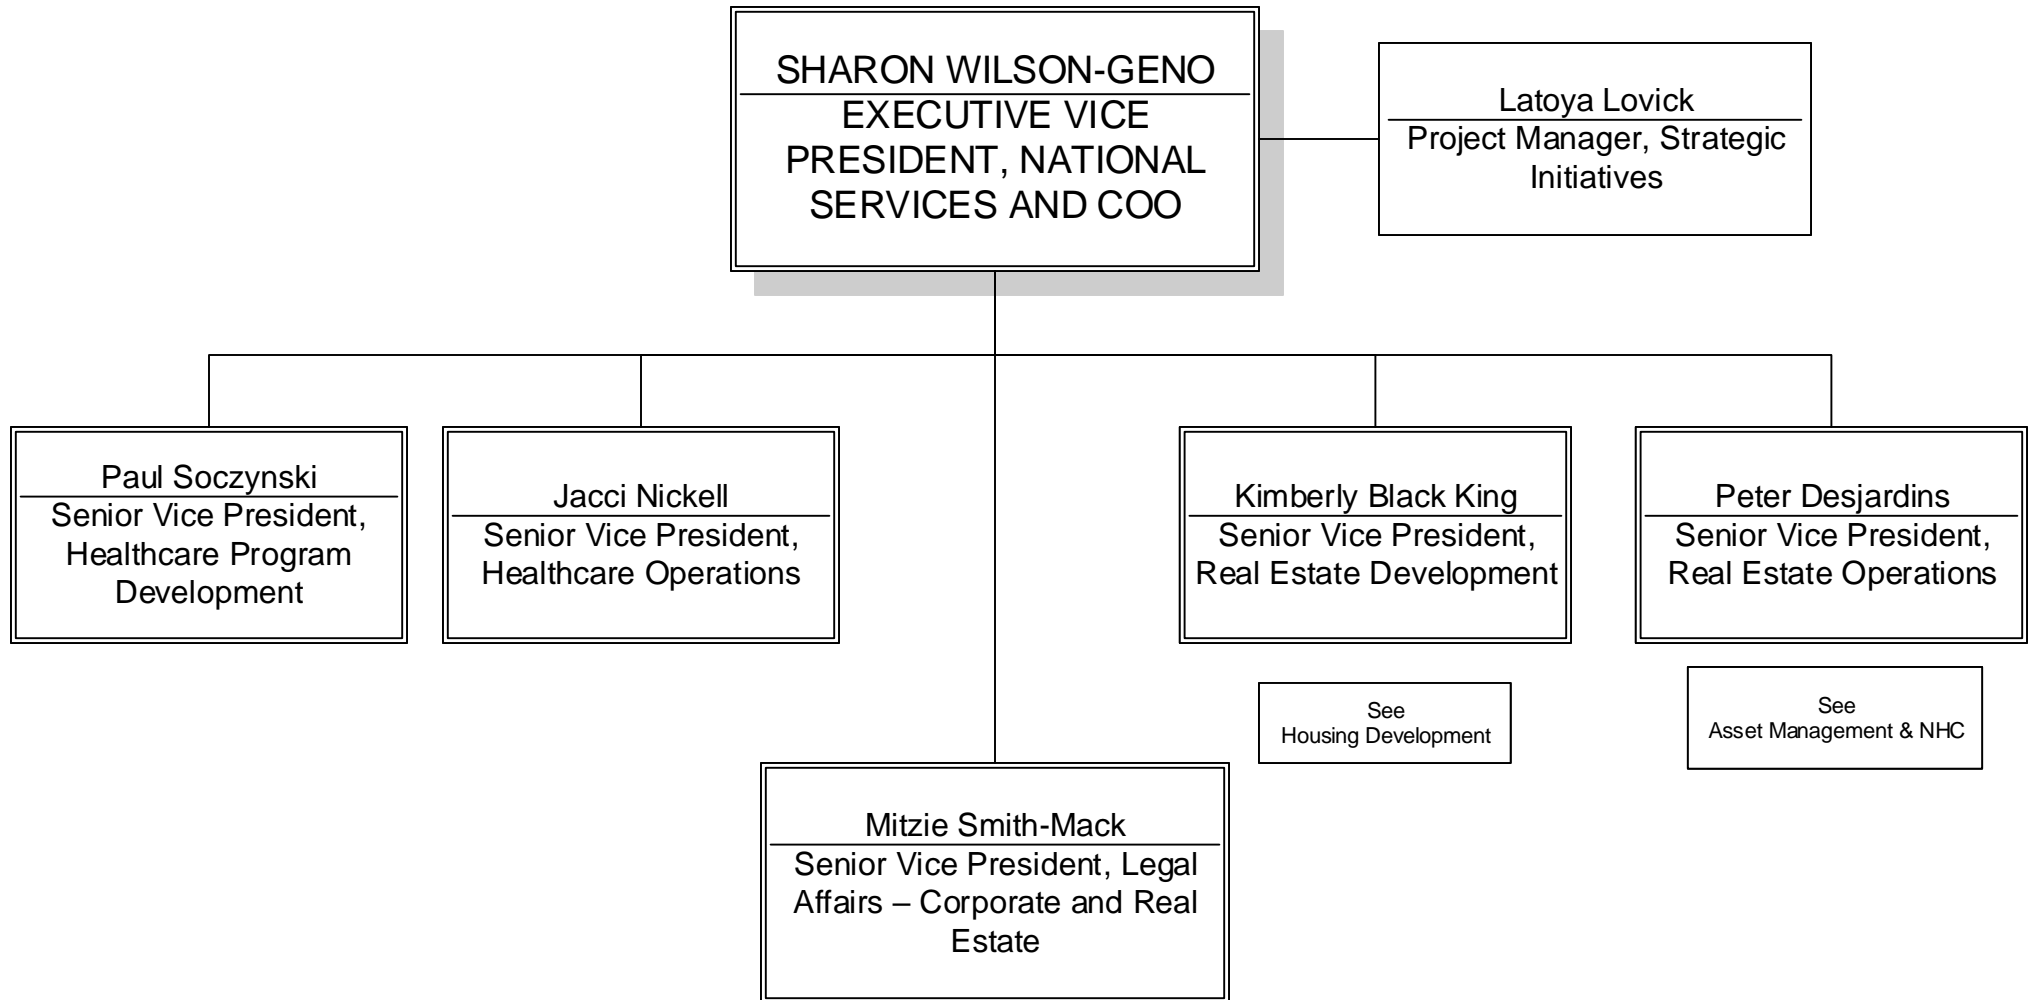 SHARON WILSON-GENO
EXECUTIVE VICE
PRESIDENT, NATIONAL
SERVICES AND COO
Latoya Lovick
Project Manager, Strategic
Initiatives
Paul Soczynski
Senior Vice President,
Healthcare Program
Development
Jacci Nickell
Senior Vice President,
Healthcare Operations
Kimberly Black King
Senior Vice President,
Real Estate Development
Peter Desjardins
Senior Vice President,
Real Estate Operations
See
Housing Development
See
Asset Management & NHC
Mitzie Smith-Mack
Senior Vice President, Legal
Affairs – Corporate and Real
Estate